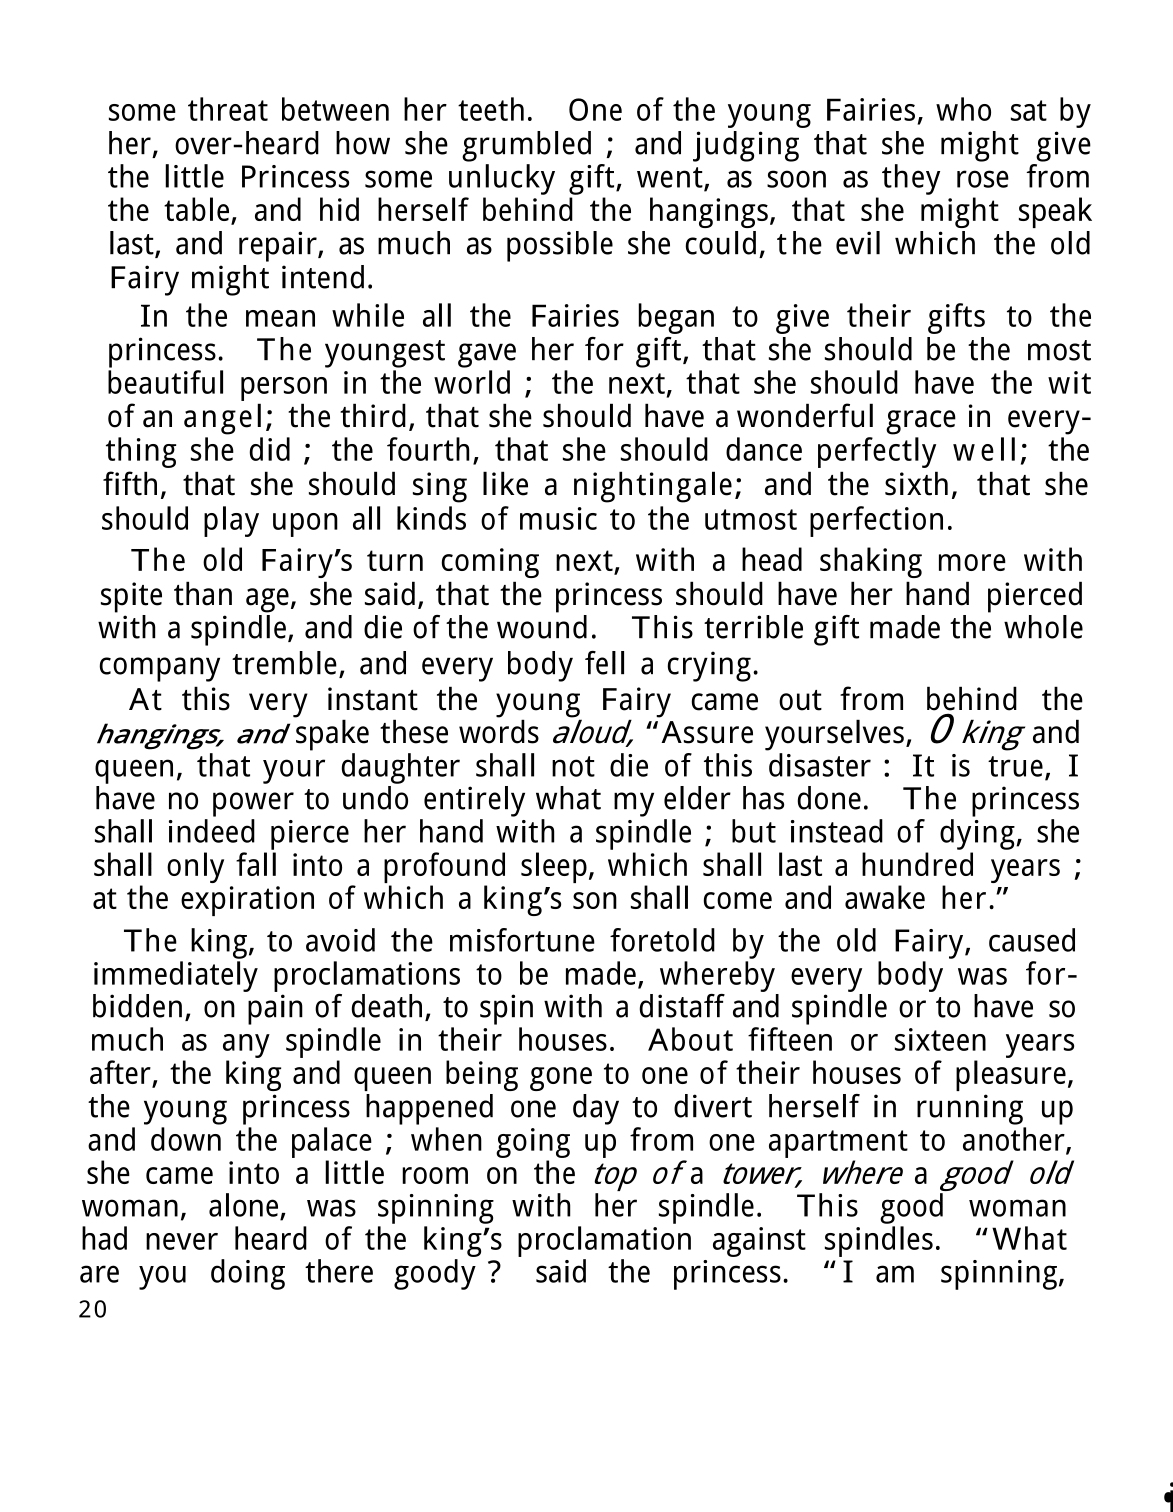 some threat between her teeth. One of the young Fairies, who sat by
her, over-heard how she grumbled ; and judging that she might give
the little Princess some unlucky gift, went, as soon as they rose from
the table, and hid herself behind the hangings, that she might speak
last, and repair, as much as possible she could, the evil which the old
Fairy might intend.
In the mean while all the Fairies began to give their gifts to the
princess. The youngest gave her for gift, that she should be the most
beautiful person in the world ; the next, that she should have the wit
of an angel; the third, that she should have a wonderful grace in every-
thing she did ; the fourth, that she should dance perfectly well; the
fifth, that she should sing like a nightingale; and the sixth, that she
should play upon all kinds of music to the utmost perfection.
The old Fairy’s turn coming next, with a head shaking more with
spite than age, she said, that the princess should have her hand pierced
with a spindle, and die of the wound. This terrible gift made the whole
company tremble, and every body fell a crying.
At this very instant the young Fairy came out from behind the
hangings, and spake these words aloud, “Assure yourselves, 0 king and
queen, that your daughter shall not die of this disaster : It is true, I
have no power to undo entirely what my elder has done. The princess
shall indeed pierce her hand with a spindle ; but instead of dying, she
shall only fall into a profound sleep, which shall last a hundred years ;
at the expiration of which a king’s son shall come and awake her.”
The king, to avoid the misfortune foretold by the old Fairy, caused
immediately proclamations to be made, whereby every body was for-
bidden, on pain of death, to spin with a distaff and spindle or to have so
much as any spindle in their houses. About fifteen or sixteen years
after, the king and queen being gone to one of their houses of pleasure,
the young princess happened one day to divert herself in running up
and down the palace ; when going up from one apartment to another,
she came into a little room on the top of a tower, where a good old
woman, alone, was spinning with her spindle. This good woman
had never heard of the king’s proclamation against spindles. “What
are you doing there goody ? said the princess. “I am spinning,
20